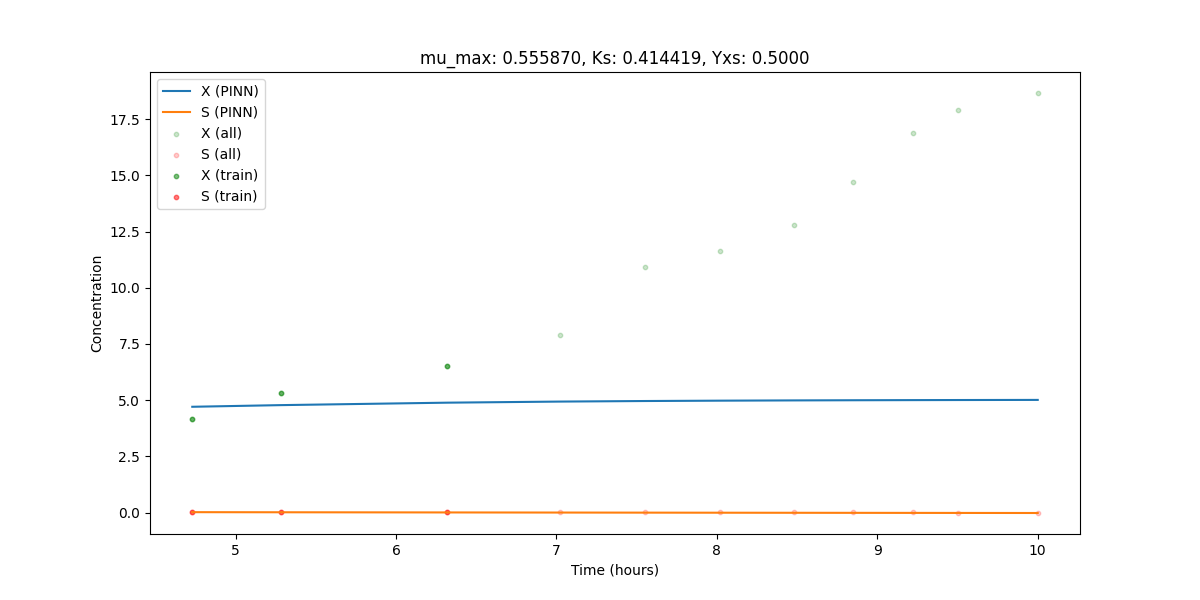 mu_max: 0.555870, Ks: 0.414419, Yxs: 0.5000
X (PINN)
S (PINN)
X (all)
S (all)
X (train)
S (train)
17.5
15.0
12.5
10.0
7.5
5.0
2.5
0.0
Concentration
5 6 7 8 9 10
Time (hours)